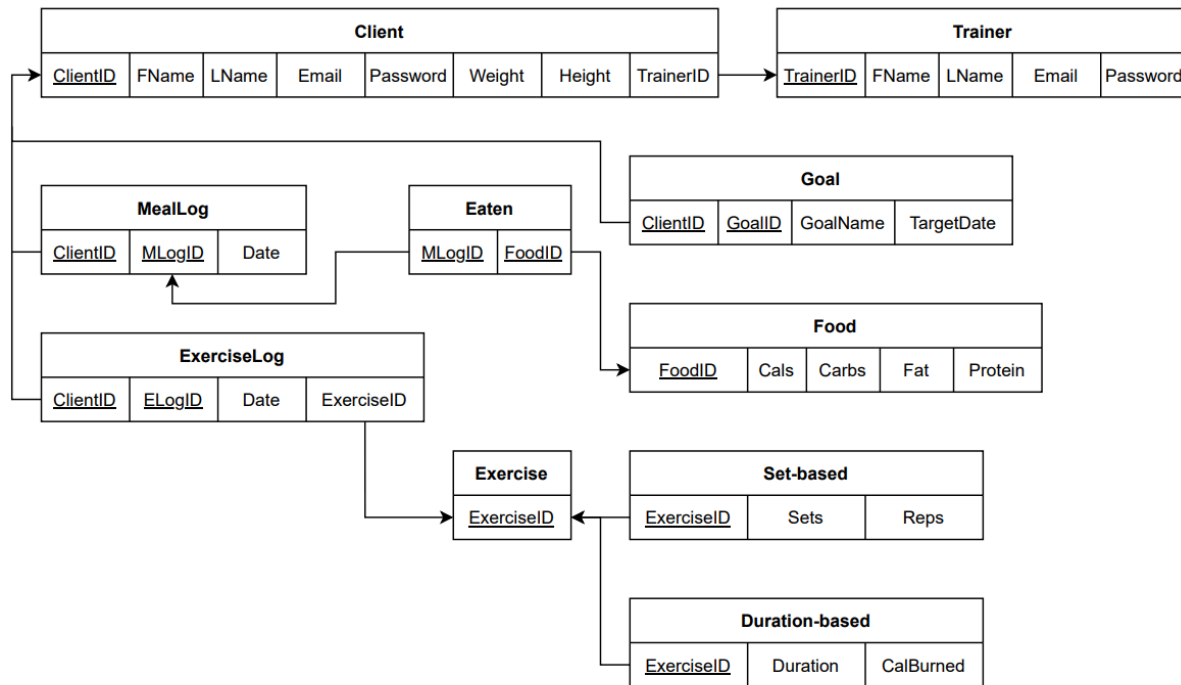 Client
ClientID FName LName Email Password Weight Height TrainerID
Trainer
TrainerID FName LName Email Password
Goal
ClientID GoalID GoalName TargetDate
MealLog
ClientID MLogID Date
Eaten
MLogID FoodID
Food
FoodID Cals Carbs Fat Protein
ExerciseLog
ClientID ELogID Date ExerciseID
Exercise
ExerciseID
Set-based
ExerciseID Sets Reps
Duration-based
ExerciseID Duration CalBurned